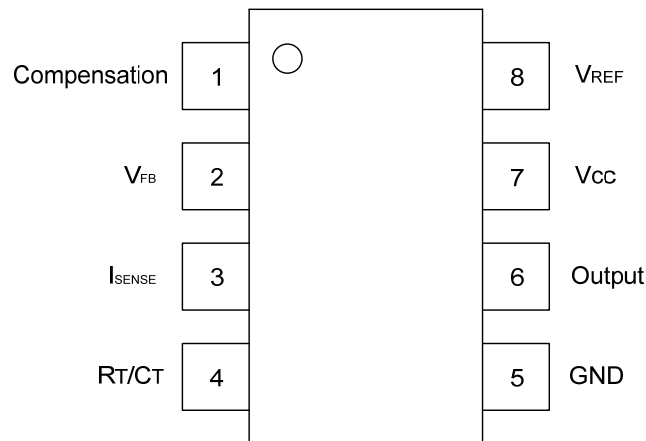 Compensation 1 8 VREF
VFB 2 7 VCC
ISENSE 3 6 Output
RT/CT 4 5 GND